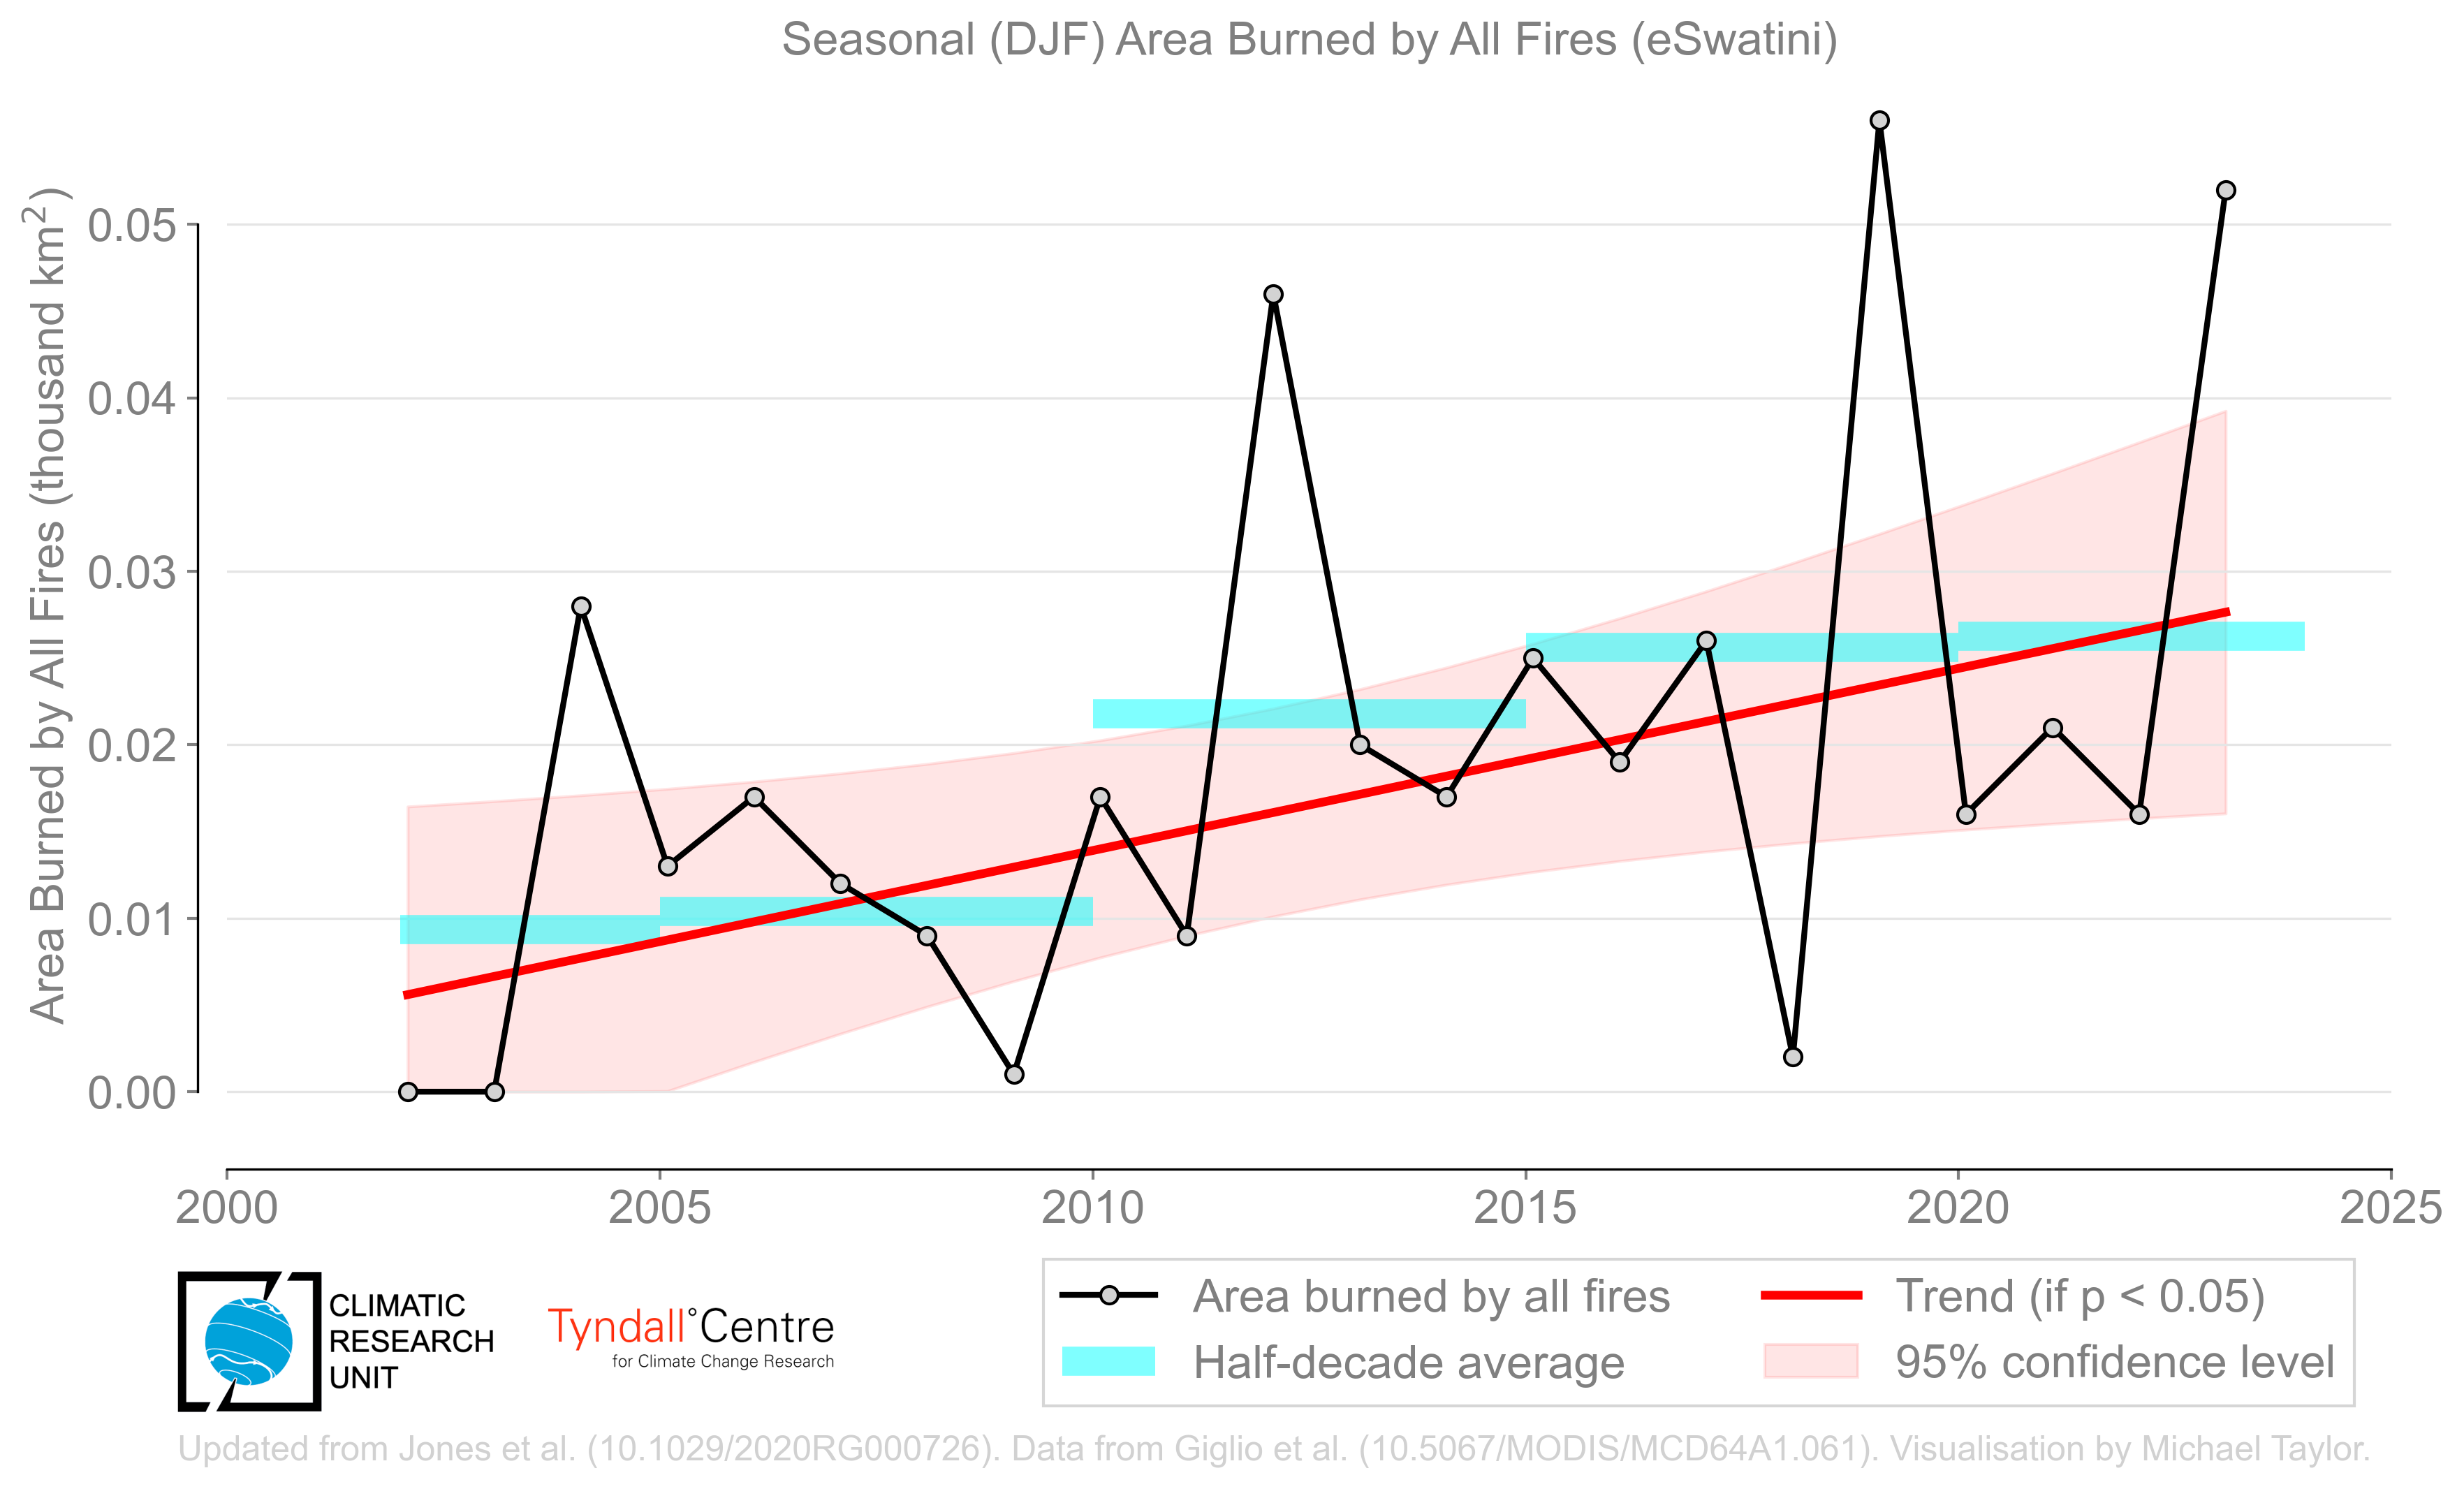 Seasonal (DJF) Area Burned by All Fires (eSwatini)
Area Burned by All Fires (thousand km²)
0.05
0.04
0.03
0.02
0.01
0.00
2000 2005 2010 2015 2020 2025
CLIMATIC
RESEARCH
UNIT
Tyndall°Centre
for Climate Change Research
Area burned by all fires
Half-decade average
Trend (if p < 0.05)
95% confidence level
Updated from Jones et al. (10.1029/2020RG000726). Data from Giglio et al. (10.5067/MODIS/MCD64A1.061). Visualisation by Michael Taylor.